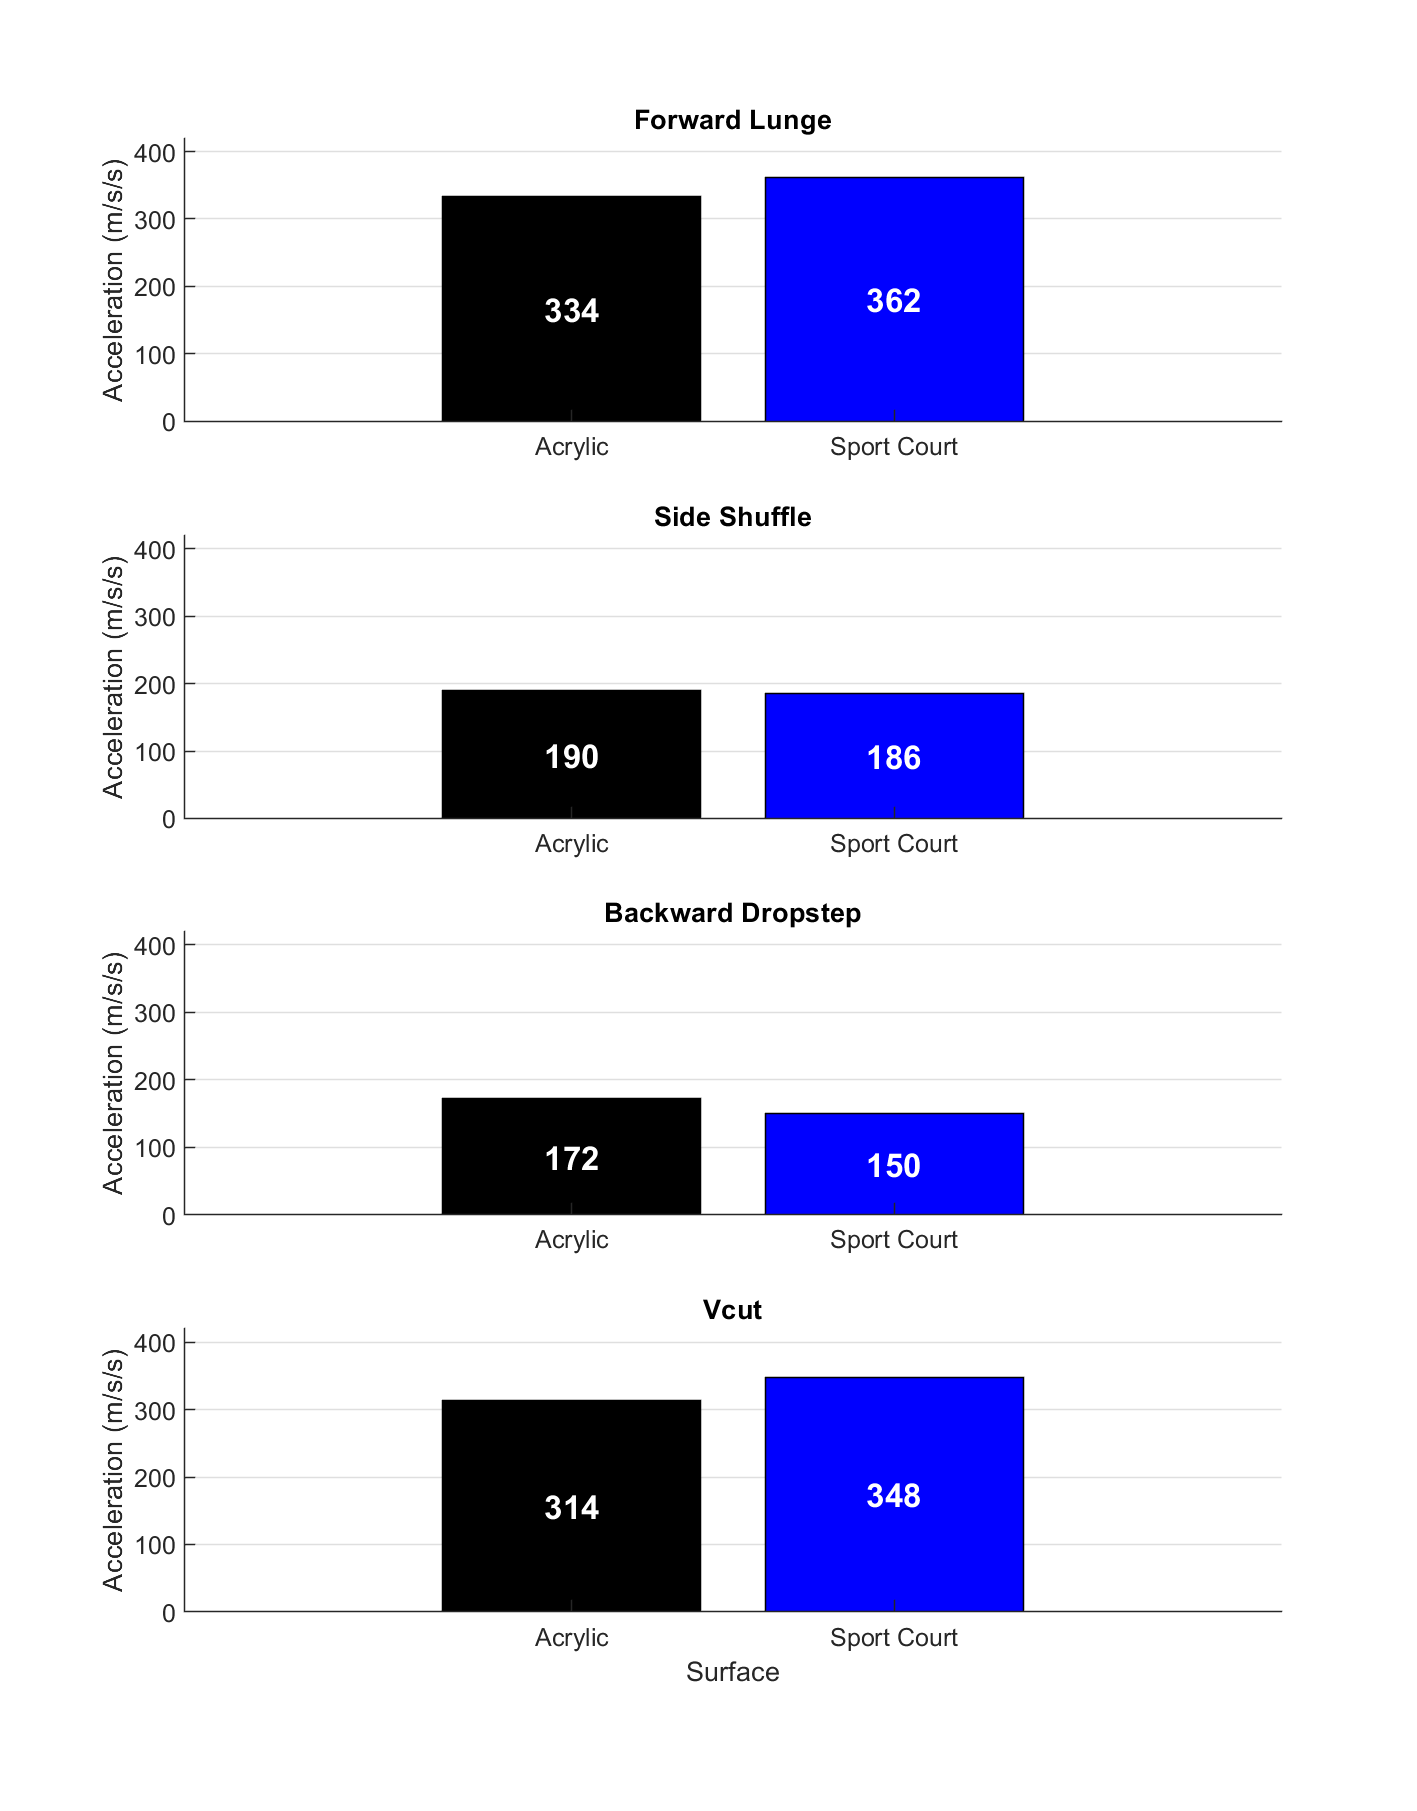 Forward Lunge
Acceleration (m/s/s)
400
300
200
100
0
334
362
Acrylic
Sport Court
Side Shuffle
Acceleration (m/s/s)
400
300
200
100
0
190
186
Acrylic
Sport Court
Backward Dropstep
Acceleration (m/s/s)
400
300
200
100
0
172
150
Acrylic
Sport Court
Vcut
Acceleration (m/s/s)
400
300
200
100
0
314
348
Acrylic
Sport Court
Surface